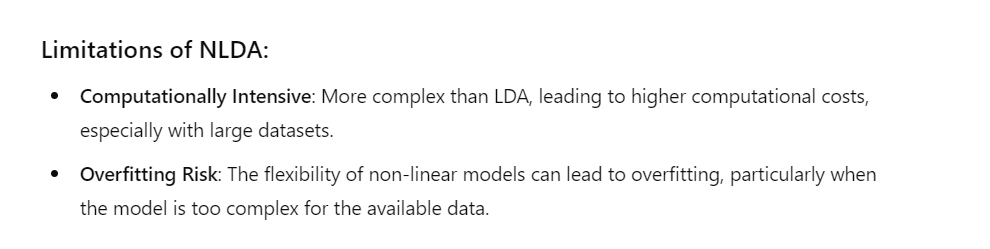 Limitations of NLDA:
• Computationally Intensive: More complex than LDA, leading to higher computational costs,
especially with large datasets.
• Overfitting Risk: The flexibility of non-linear models can lead to overfitting, particularly when
the model is too complex for the available data.